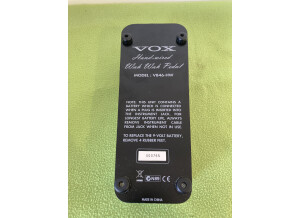 VOX
Hand-wired
Wah Wah Pedal
MODEL : V846-HW
NOTE: THIS UNIT CONTAINS A
BATTERY WHICH IS CONNECTED
WHEN A PLUG IS INSERTED INTO
THE INSTRUMENT JACK. FOR
LONGEST BATTERY LIFE, ALWAYS
REMOVE INSTRUMENT CABLE
FROM JACK WHEN NOT IN USE.
TO REPLACE THE 9-VOLT BATTERY,
REMOVE 4 RUBBER FEET.
MADE IN CHINA